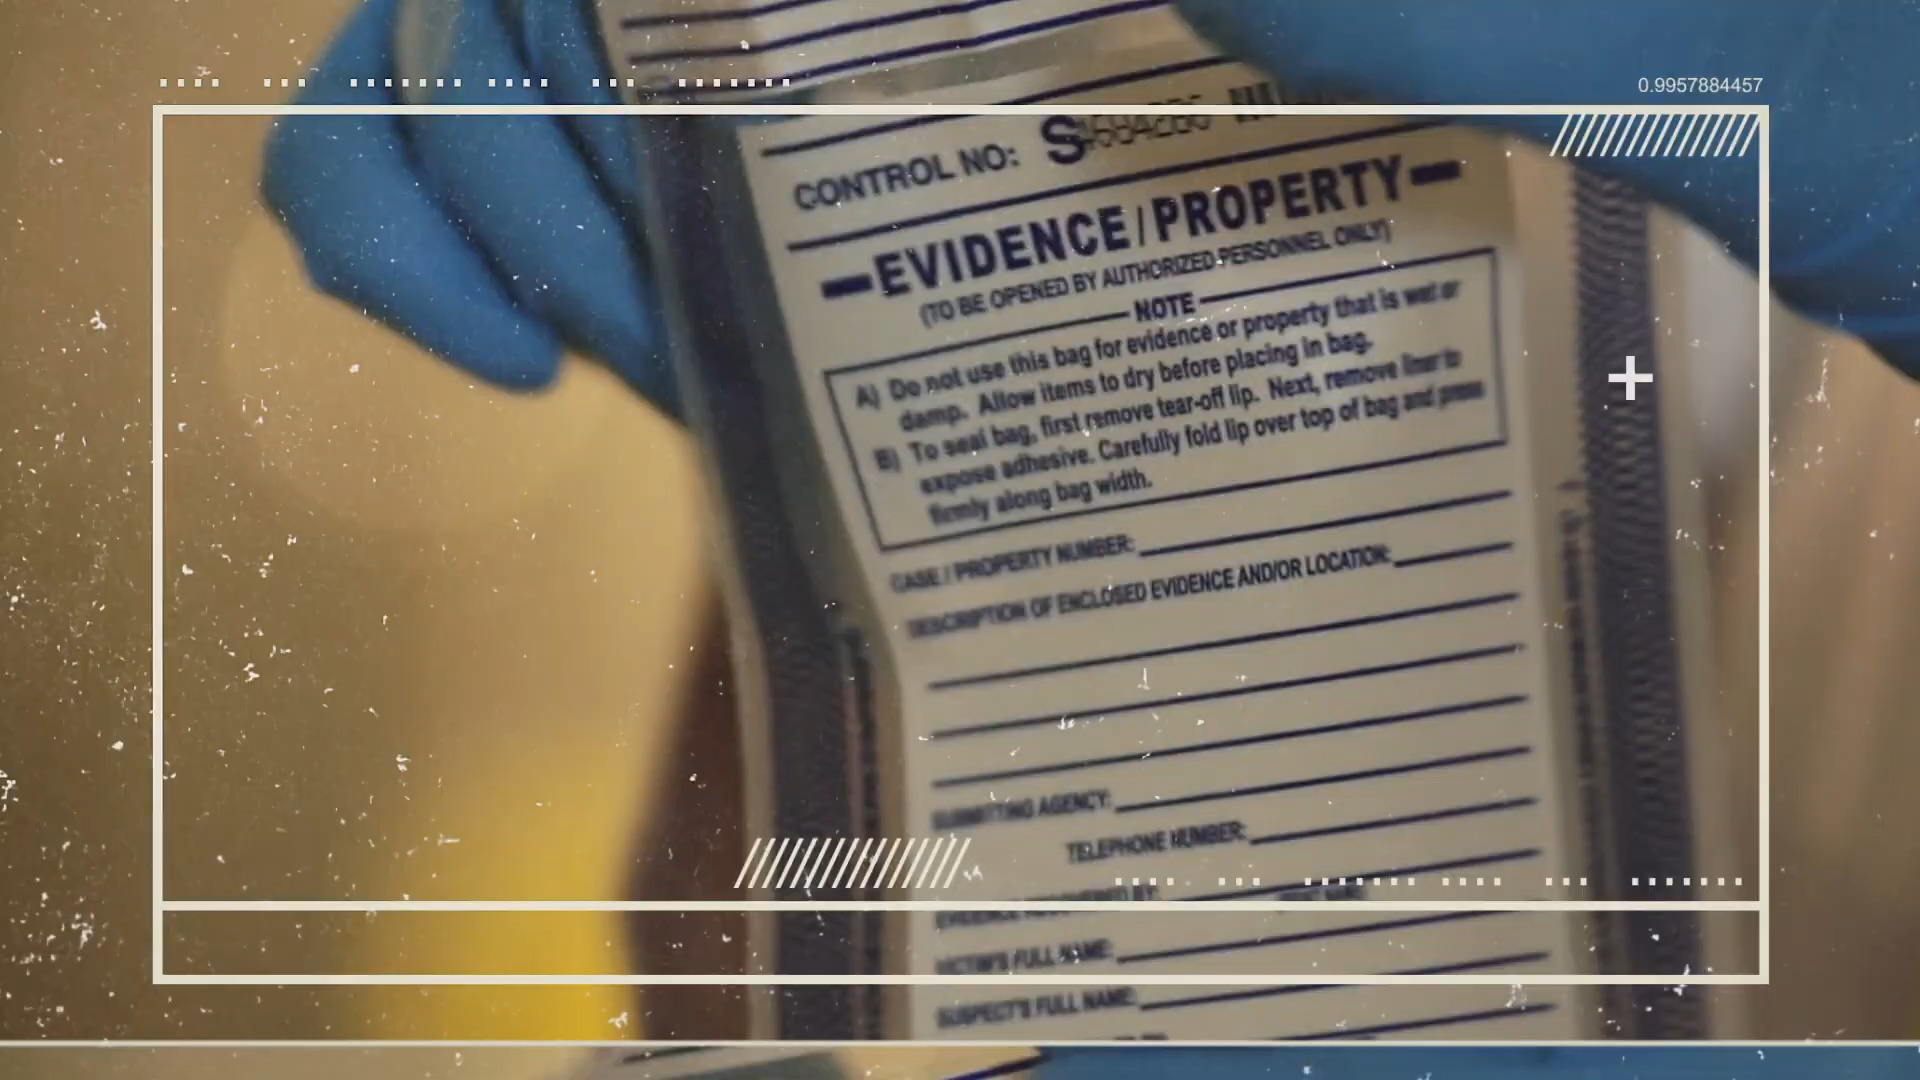 0.9957884457
CONTROL NO: S
EVIDENCE/PROPERTY
(TO BE OPENED BY AUTHORIZED PERSONNEL ONLY)
NOTE
A) Do not use this bag for evidence or property that is wet or
damp. Allow items to dry before placing in bag.
B) To seal bag, first remove tear-off lip. Next, remove liner to
expose adhesive. Carefully fold lip over top of bag and press
firmly along bag width.
CASE / PROPERTY NUMBER:
DESCRIPTION OF ENCLOSED EVIDENCE AND/OR LOCATION:
SUBMITTING AGENCY:
TELEPHONE NUMBER:
EVIDENCE RECOVERED BY:
VICTIM'S FULL NAME:
SUSPECT'S FULL NAME: